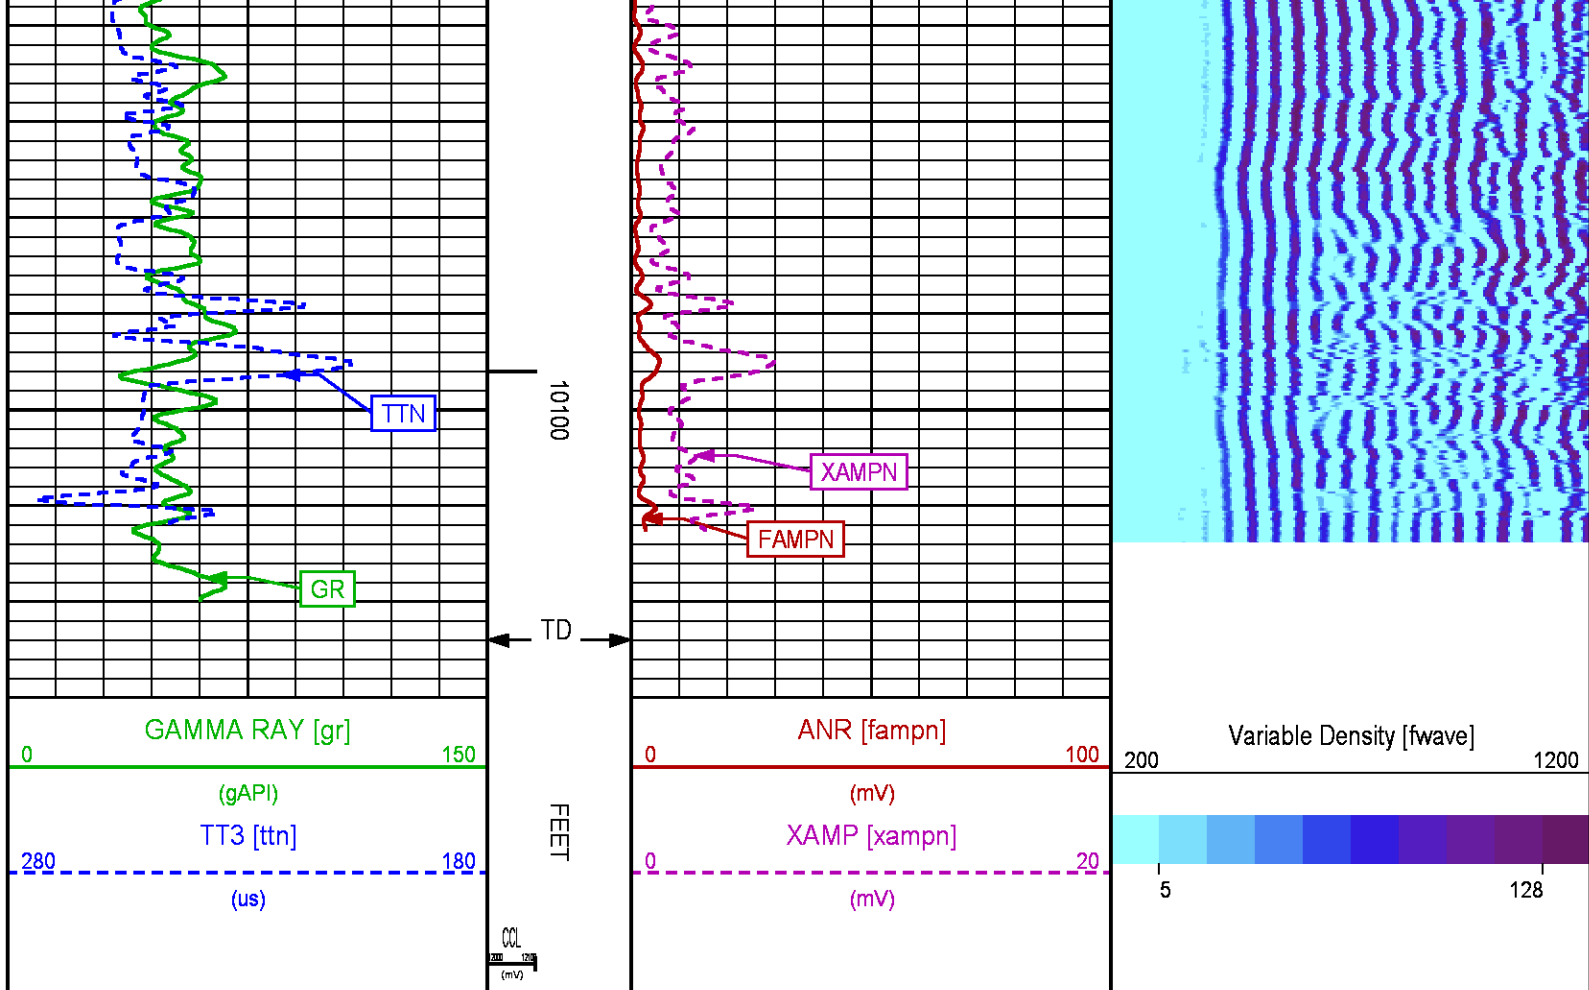 TTN
10100
XAMPN
FAMPN
GR
TD
GAMMA RAY [gr]
0 150
(gAPI)
TT3 [ttn]
280 180
(us)
FEET
CCL
(mV)
ANR [fampn]
0 100
(mV)
XAMP [xampn]
0 20
(mV)
Variable Density [fwave]
200 1200
5 128